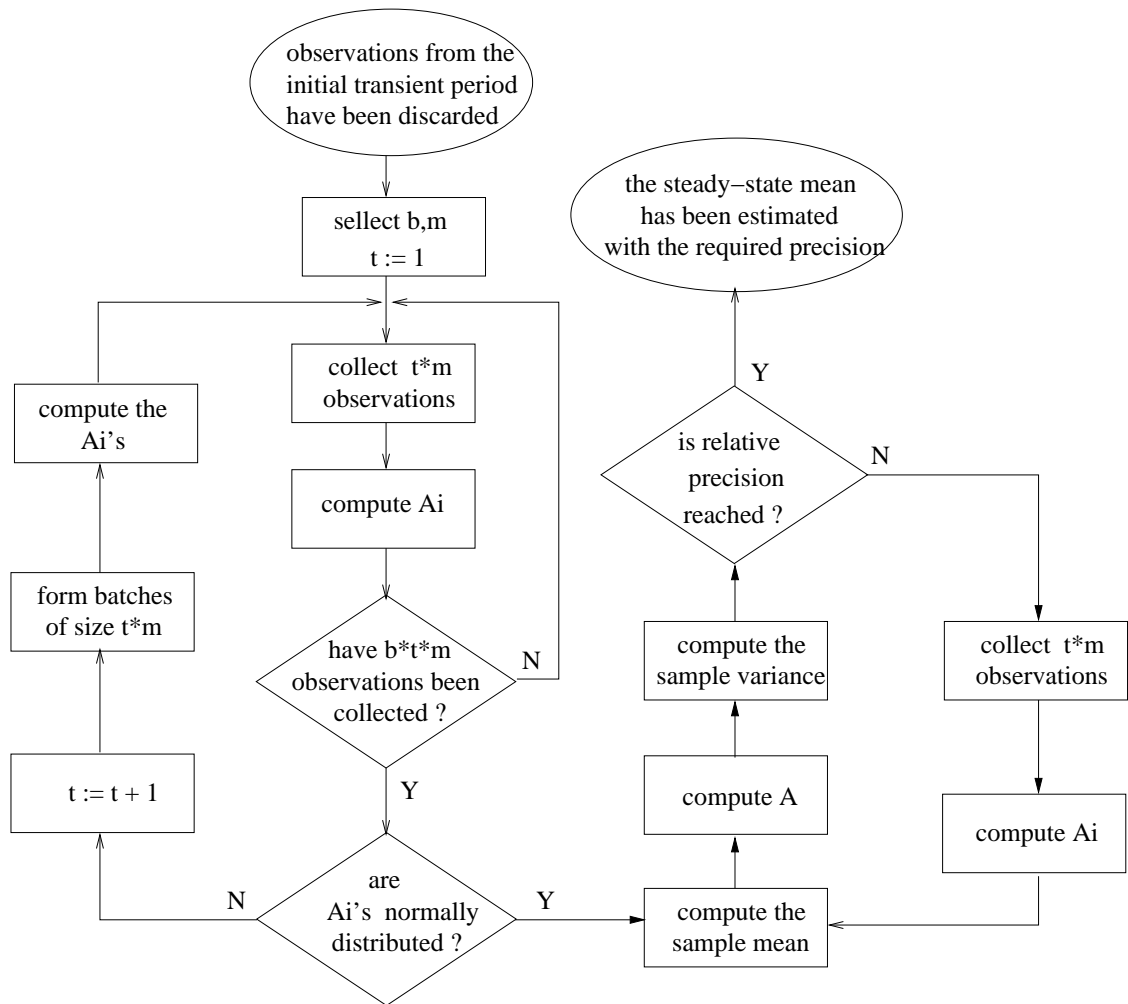 observations from the
initial transient period
have been discarded
sellect b,m
t := 1
collect t*m
observations
compute Ai
have b*t*m
observations been
collected ?
N
Y
are
Ai's normally
distributed ?
N
Y
t := t + 1
form batches
of size t*m
compute the
Ai's
compute the
sample mean
compute A
compute the
sample variance
is relative
precision
reached ?
Y
N
the steady−state mean
has been estimated
with the required precision
collect t*m
observations
compute Ai